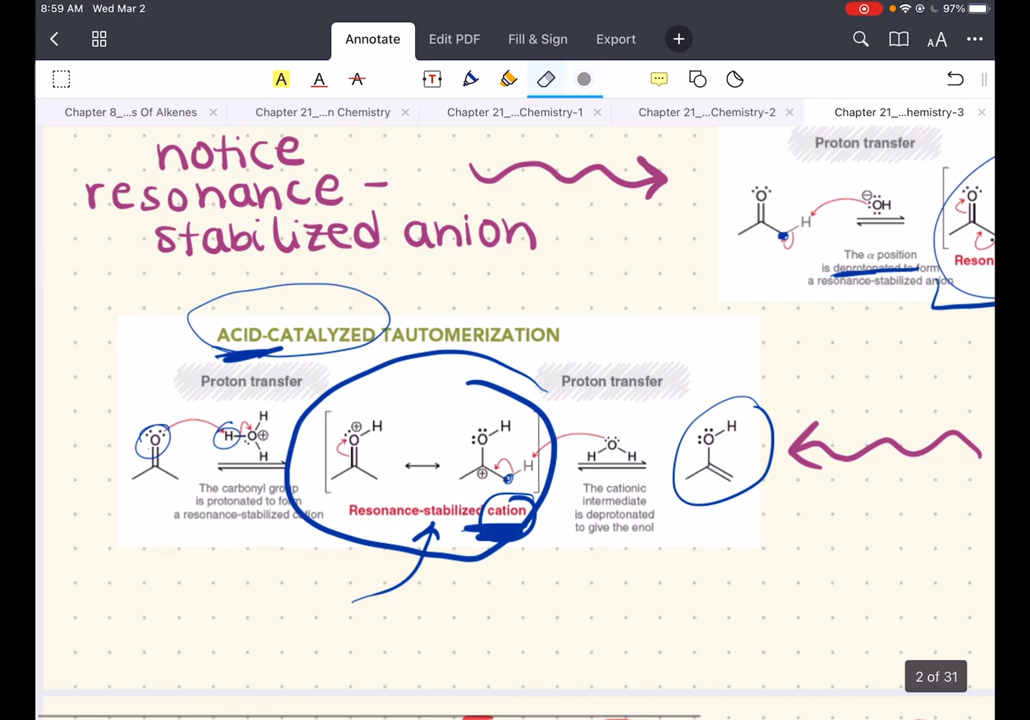 8:59 AM Wed Mar 2
97%
Annotate
Edit PDF
Fill & Sign
Export
Chapter 8_...s Of Alkenes
Chapter 21_...n Chemistry
Chapter 21_...Chemistry-1
Chapter 21_...Chemistry-2
Chapter 21_...hemistry-3
notice
resonance -
stabilized anion
Proton transfer
O
H
OH
O
The α position
is deprotonated to form
a resonance-stabilized anion
Reson
ACID-CATALYZED TAUTOMERIZATION
Proton transfer
Proton transfer
O
H
H
O
H
O
H
O
H
H
H
O
H
O
H
The carbonyl group
is protonated to form
a resonance-stabilized cation
Resonance-stabilized cation
The cationic
intermediate
is deprotonated
to give the enol
2 of 31